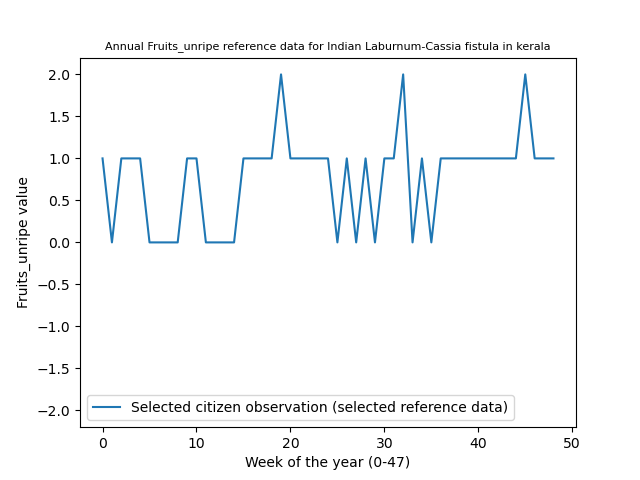 Annual Fruits_unripe reference data for Indian Laburnum-Cassia fistula in kerala
2.0
1.5
1.0
0.5
0.0
−0.5
−1.0
−1.5
−2.0
Fruits_unripe value
Selected citizen observation (selected reference data)
0 10 20 30 40 50
Week of the year (0-47)